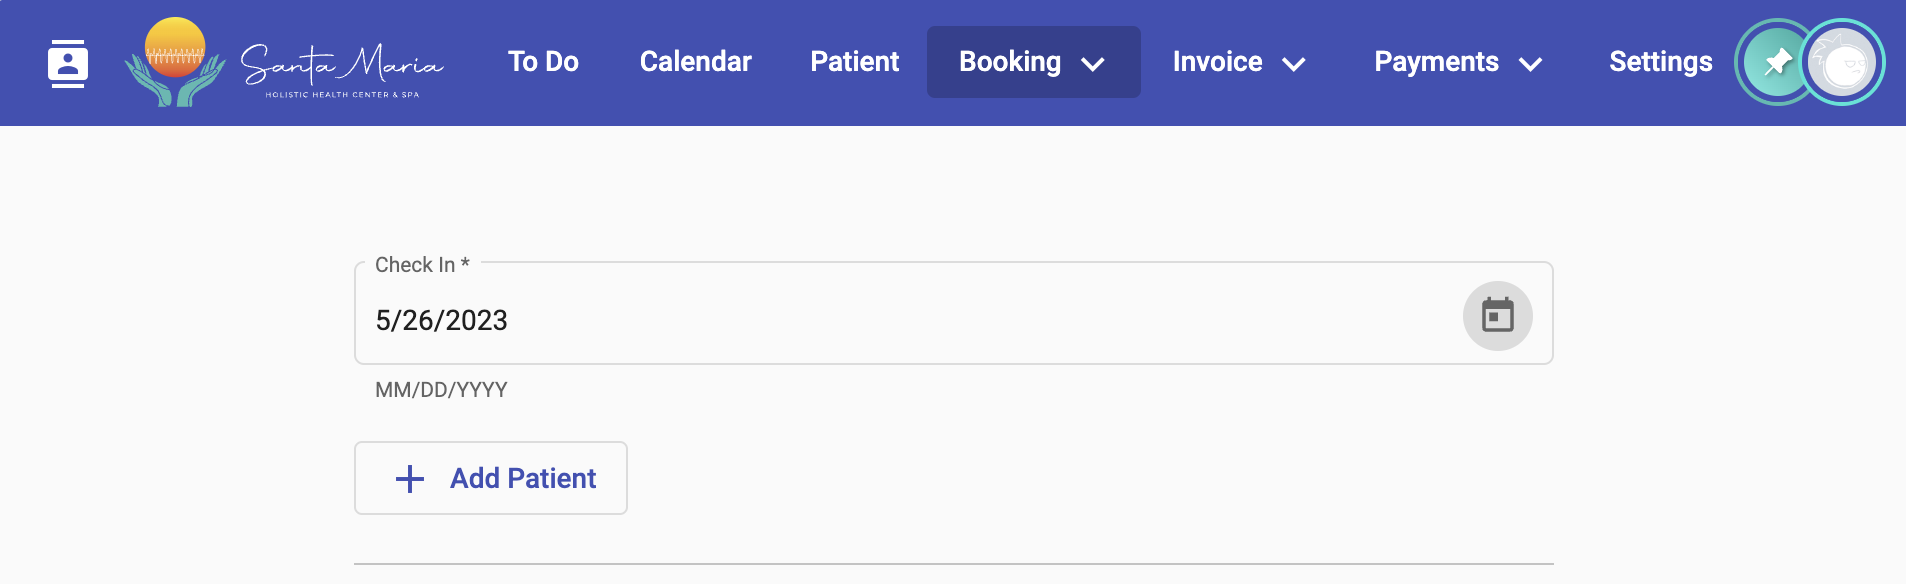 Santa Maria
HOLISTIC HEALTH CENTER & SPA
To Do
Calendar
Patient
Booking
Invoice
Payments
Settings
Check In *
5/26/2023
MM/DD/YYYY
Add Patient